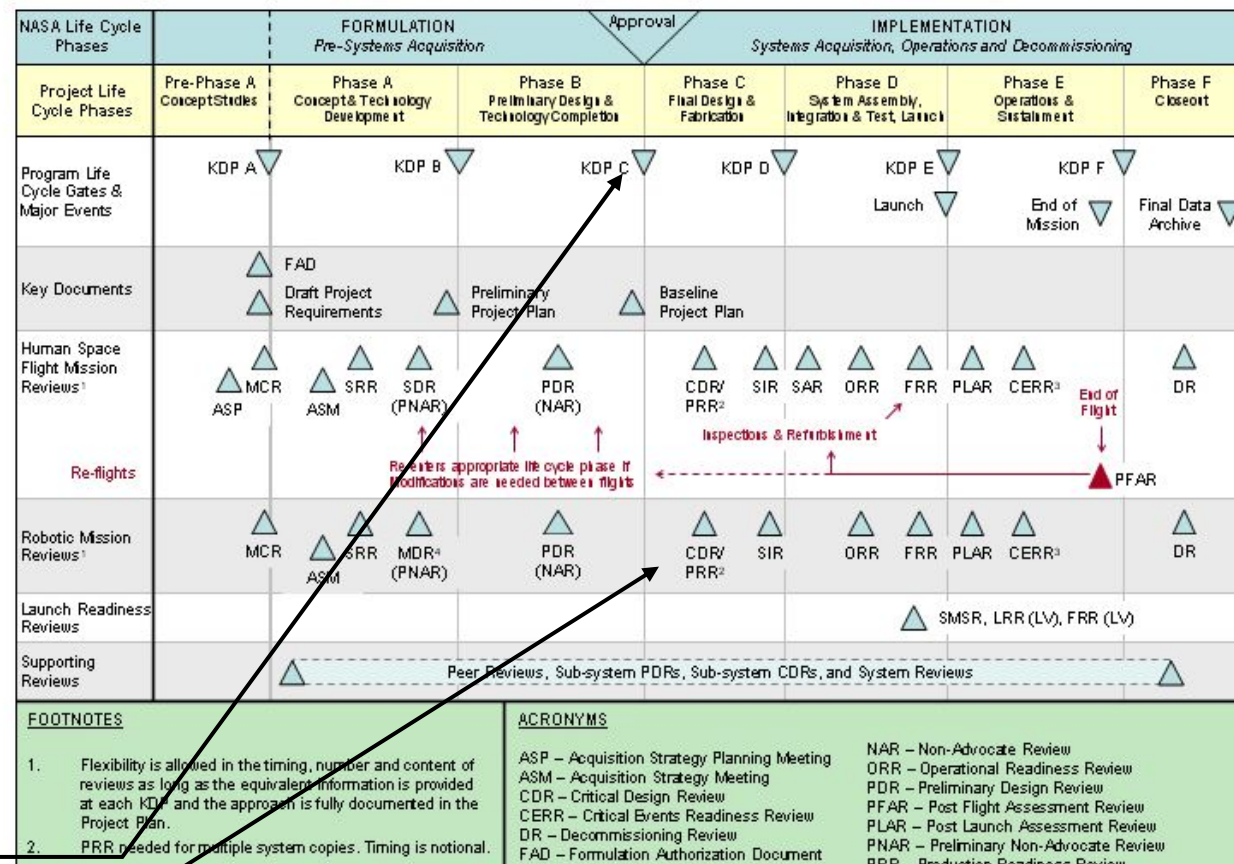 NASA Life Cycle Phases
FORMULATION
Pre-Systems Acquisition
Approval
IMPLEMENTATION
Systems Acquisition, Operations and Decommissioning
Project Life Cycle Phases
Pre-Phase A
Concept Studies
Phase A
Concept & Technology
Development
Phase B
Preliminary Design &
Technology Completion
Phase C
Final Design &
Fabrication
Phase D
System Assembly,
Integration & Test, Launch
Phase E
Operations &
Sustainment
Phase F
Closeout
Program Life
Cycle Gates &
Major Events
KDP A
KDP B
KDP C
KDP D
KDP E
KDP F
Launch
End of
Mission
Final Data
Archive
Key Documents
FAD
Draft Project
Requirements
Preliminary
Project Plan
Baseline
Project Plan
Human Space
Flight Mission
Reviews¹
MCR
ASP
ASM
SRR
SDR
(PNAR)
PDR
(NAR)
CDR/
PRR²
SIR
SAR
ORR
FRR
PLAR
CERR³
DR
End of
Flight
Inspections & Refurbishment
Re-flights
Re-enters appropriate life cycle phase if
Modifications are needed between flights
PFAR
Robotic Mission
Reviews¹
MCR
ASM
SRR
MDR⁴
(PNAR)
PDR
(NAR)
CDR/
PRR²
SIR
ORR
FRR
PLAR
CERR³
DR
Launch Readiness
Reviews
SMSR, LRR (LV), FRR (LV)
Supporting
Reviews
Peer Reviews, Sub-system PDRs, Sub-system CDRs, and System Reviews
FOOTNOTES
1. Flexibility is allowed in the timing, number and content of
reviews as long as the equivalent information is provided
at each KDP and the approach is fully documented in the
Project Plan.
2. PRR needed for multiple system copies. Timing is notional.
ACRONYMS
ASP – Acquisition Strategy Planning Meeting
ASM – Acquisition Strategy Meeting
CDR – Critical Design Review
CERR – Critical Events Readiness Review
DR – Decommissioning Review
FAD – Formulation Authorization Document
NAR – Non-Advocate Review
ORR – Operational Readiness Review
PDR – Preliminary Design Review
PFAR – Post Flight Assessment Review
PLAR – Post Launch Assessment Review
PNAR – Preliminary Non-Advocate Review
PRR – Production Readiness Review